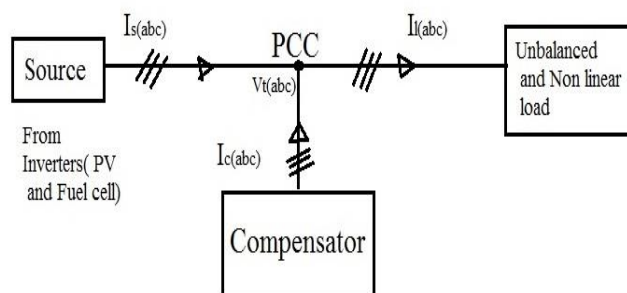 Is(abc)
PCC
Il(abc)
Source
Vt(abc)
Unbalanced
and Non linear
load
From
Inverters( PV
and Fuel cell)
Ic(abc)
Compensator